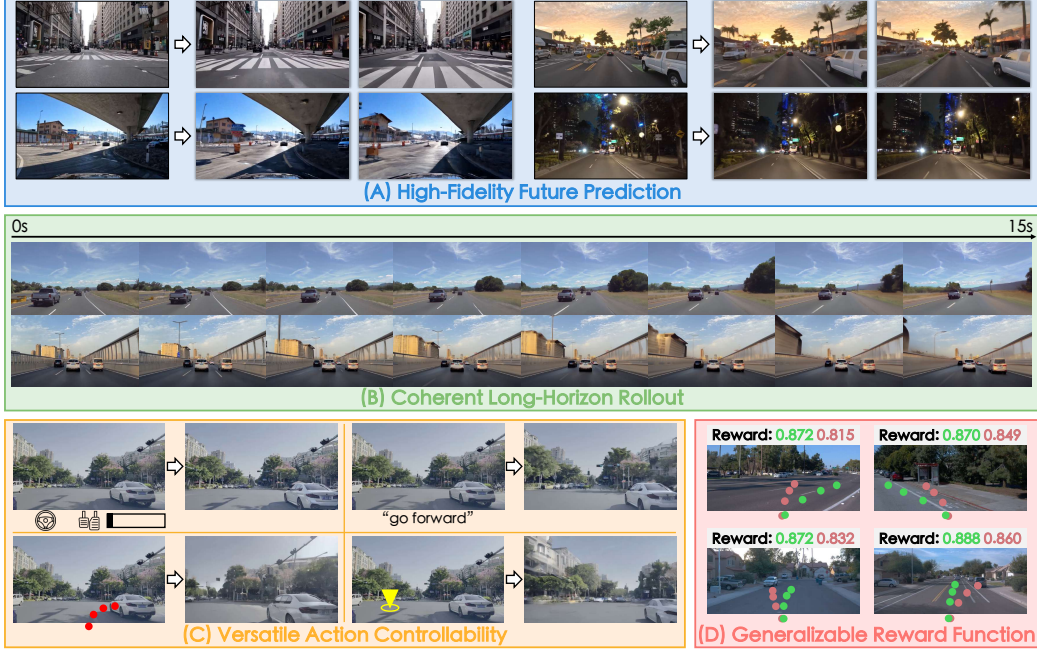 (A) High-Fidelity Future Prediction
0s 15s
(B) Coherent Long-Horizon Rollout
"go forward"
(C) Versatile Action Controllability
Reward: 0.872 0.815
Reward: 0.870 0.849
Reward: 0.872 0.832
Reward: 0.888 0.860
(D) Generalizable Reward Function